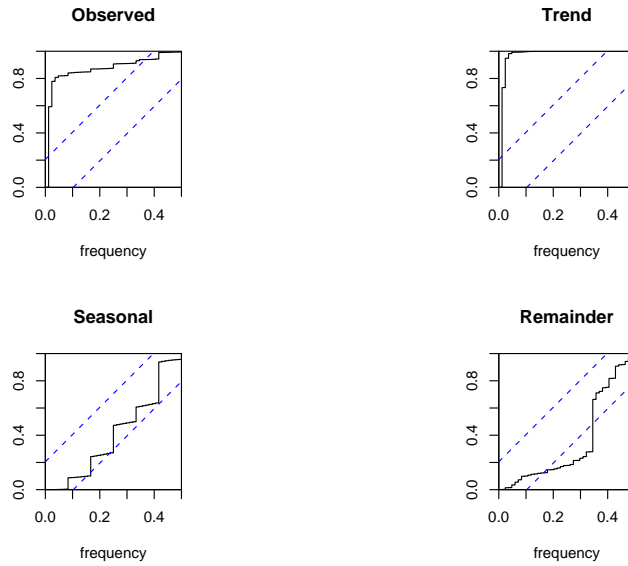 Observed
0.0 0.4 0.8
0.0 0.2 0.4
frequency
Trend
0.0 0.4 0.8
0.0 0.2 0.4
frequency
Seasonal
0.0 0.4 0.8
0.0 0.2 0.4
frequency
Remainder
0.0 0.4 0.8
0.0 0.2 0.4
frequency